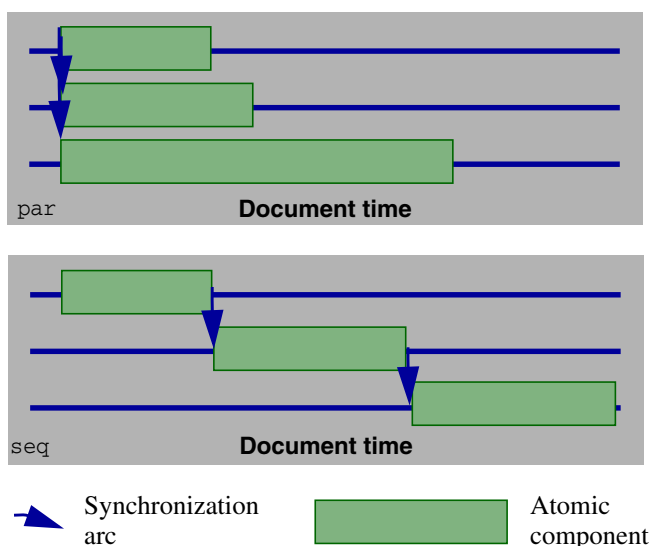 par
Document time
seq
Document time
Synchronization
arc
Atomic
component